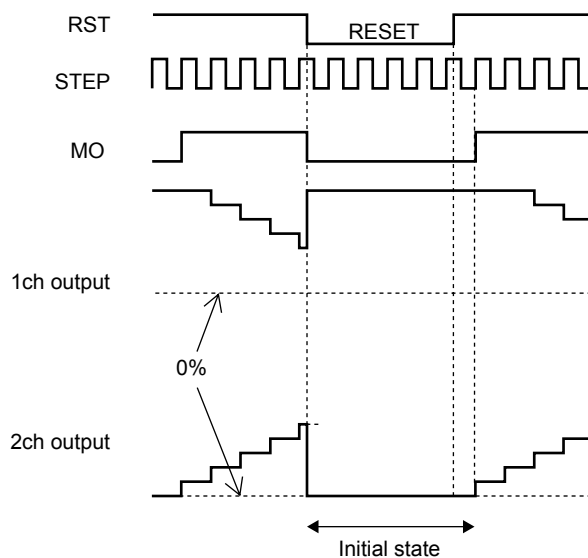 RST
RESET
STEP
MO
1ch output
0%
2ch output
Initial state